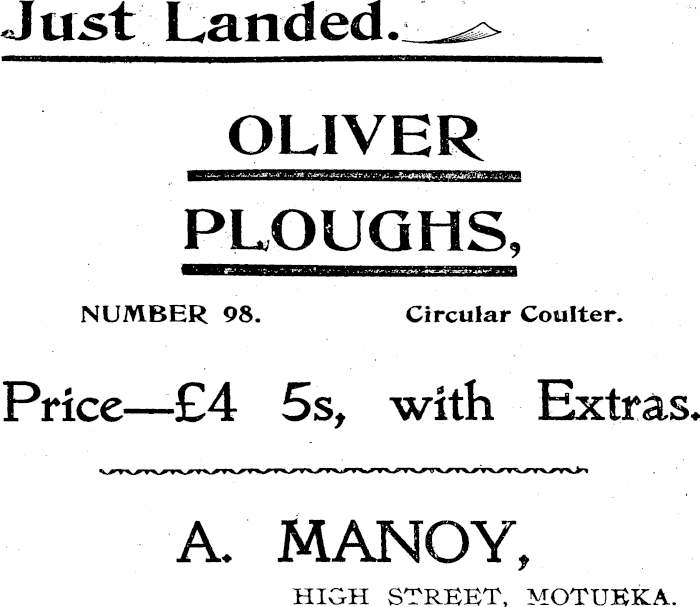 Just Landed.
OLIVER
PLOUGHS,
NUMBER 98. Circular Coulter.
Price—£4 5s, with Extras.
A. MANOY,
HIGH STREET, MOTUEKA.